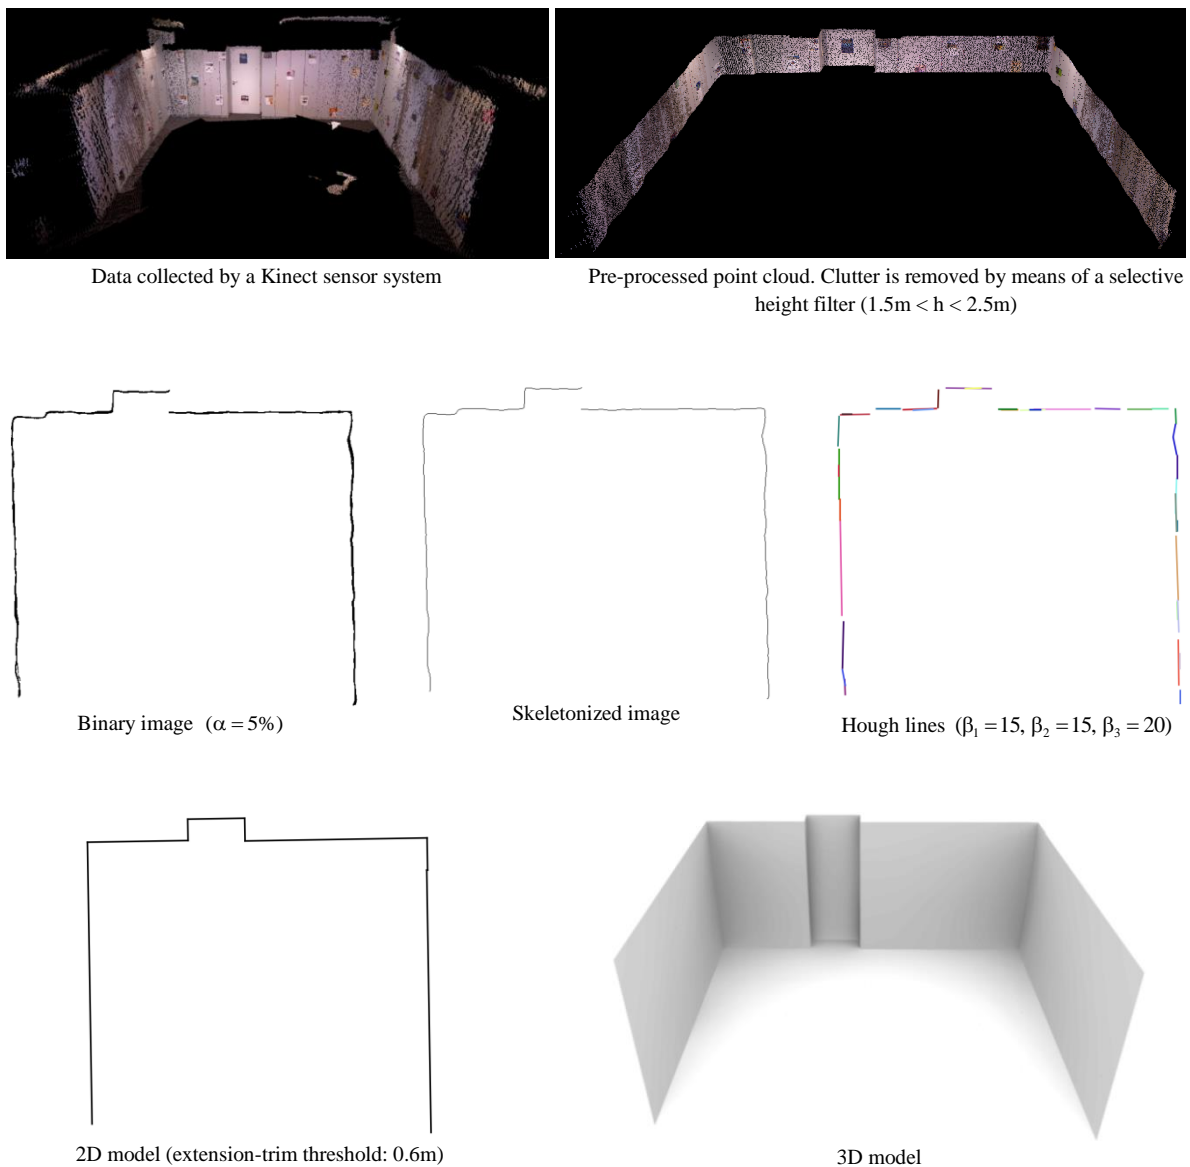 Data collected by a Kinect sensor system
Pre-processed point cloud. Clutter is removed by means of a selective
height filter (1.5m < h < 2.5m)
Binary image (α = 5%)
Skeletonized image
Hough lines (β₁ = 15, β₂ = 15, β₃ = 20)
2D model (extension-trim threshold: 0.6m)
3D model